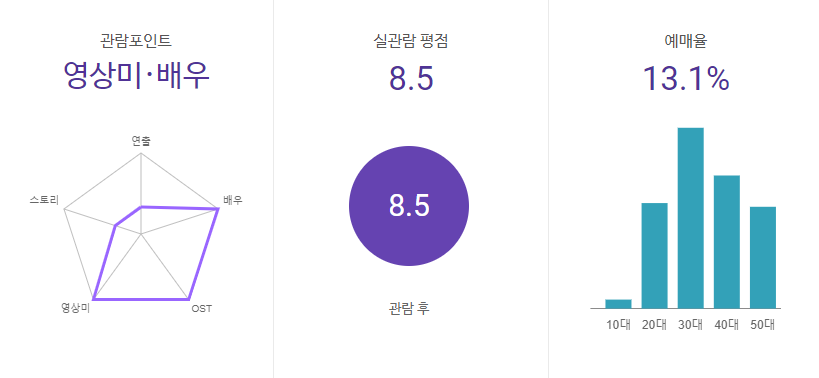 관람포인트
영상미·배우
연출
스토리
배우
영상미
OST
실관람 평점
8.5
8.5
관람 후
예매율
13.1%
10대 20대 30대 40대 50대